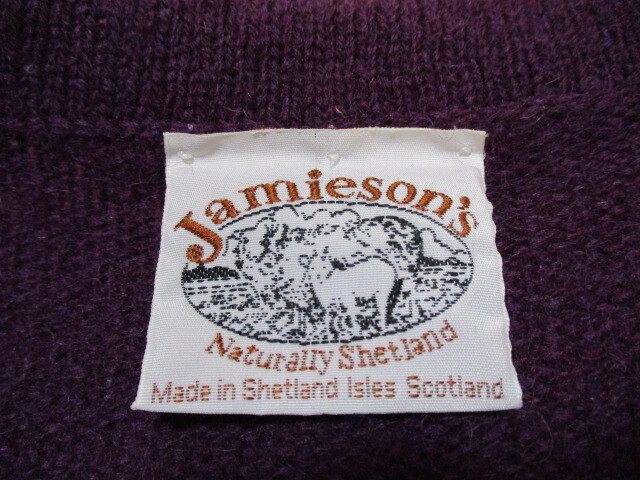 Jamieson's
Naturally Shetland
Made in Shetland Isles Scotland